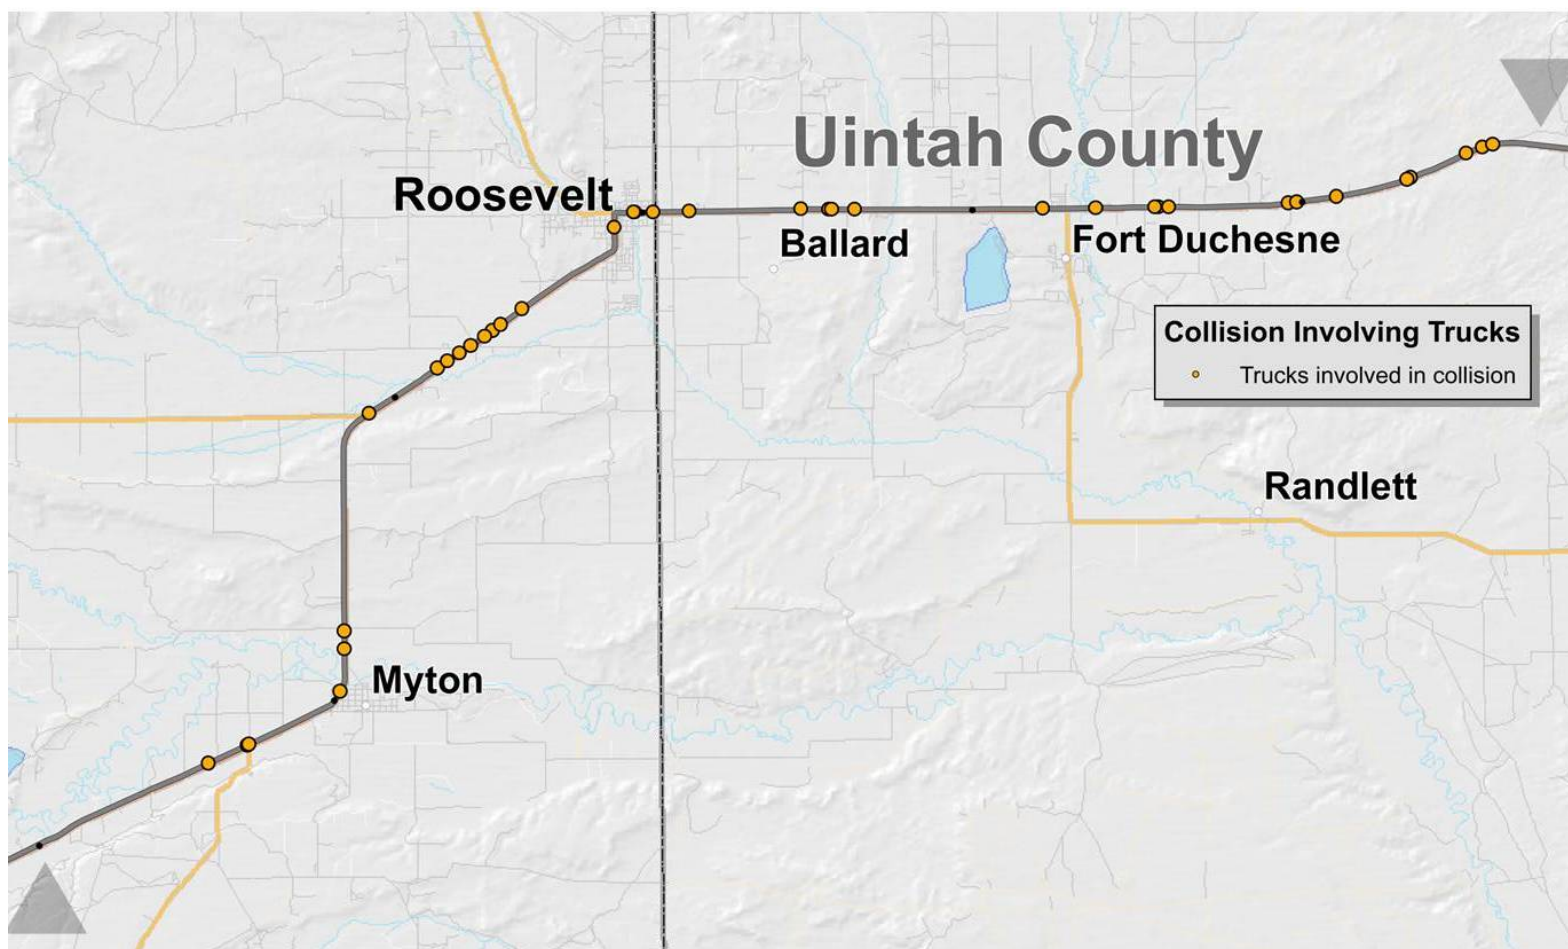 Uintah County
Roosevelt
Ballard
Fort Duchesne
Collision Involving Trucks
Trucks involved in collision
Randlett
Myton